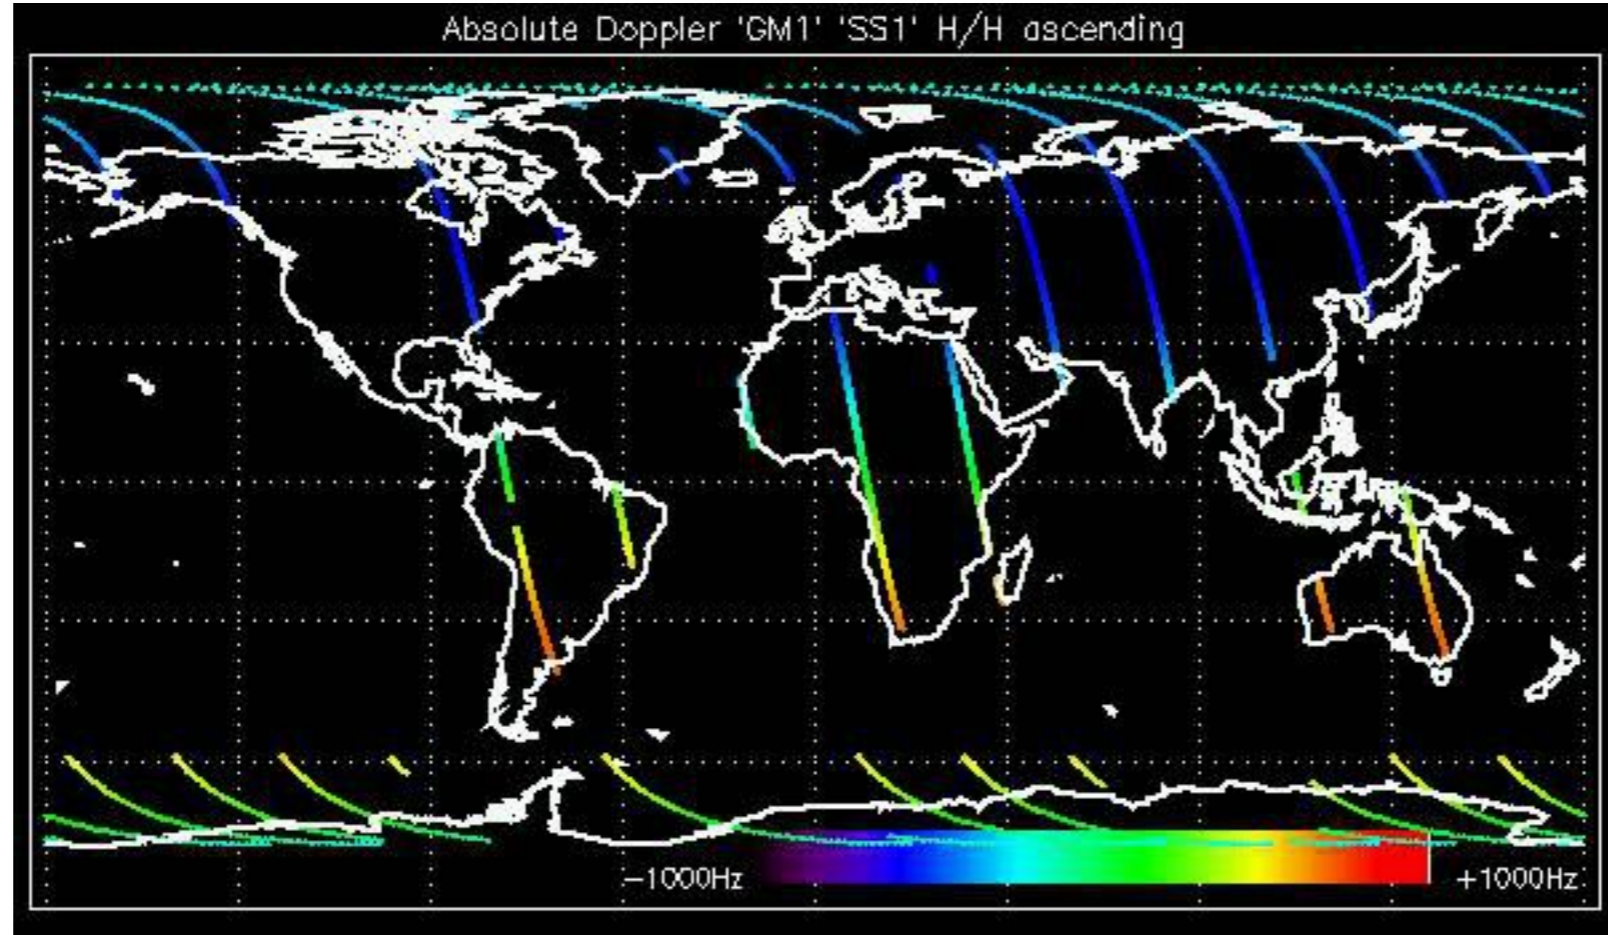 Absolute Doppler 'GM1' 'SS1' H/H ascending
−1000Hz +1000Hz